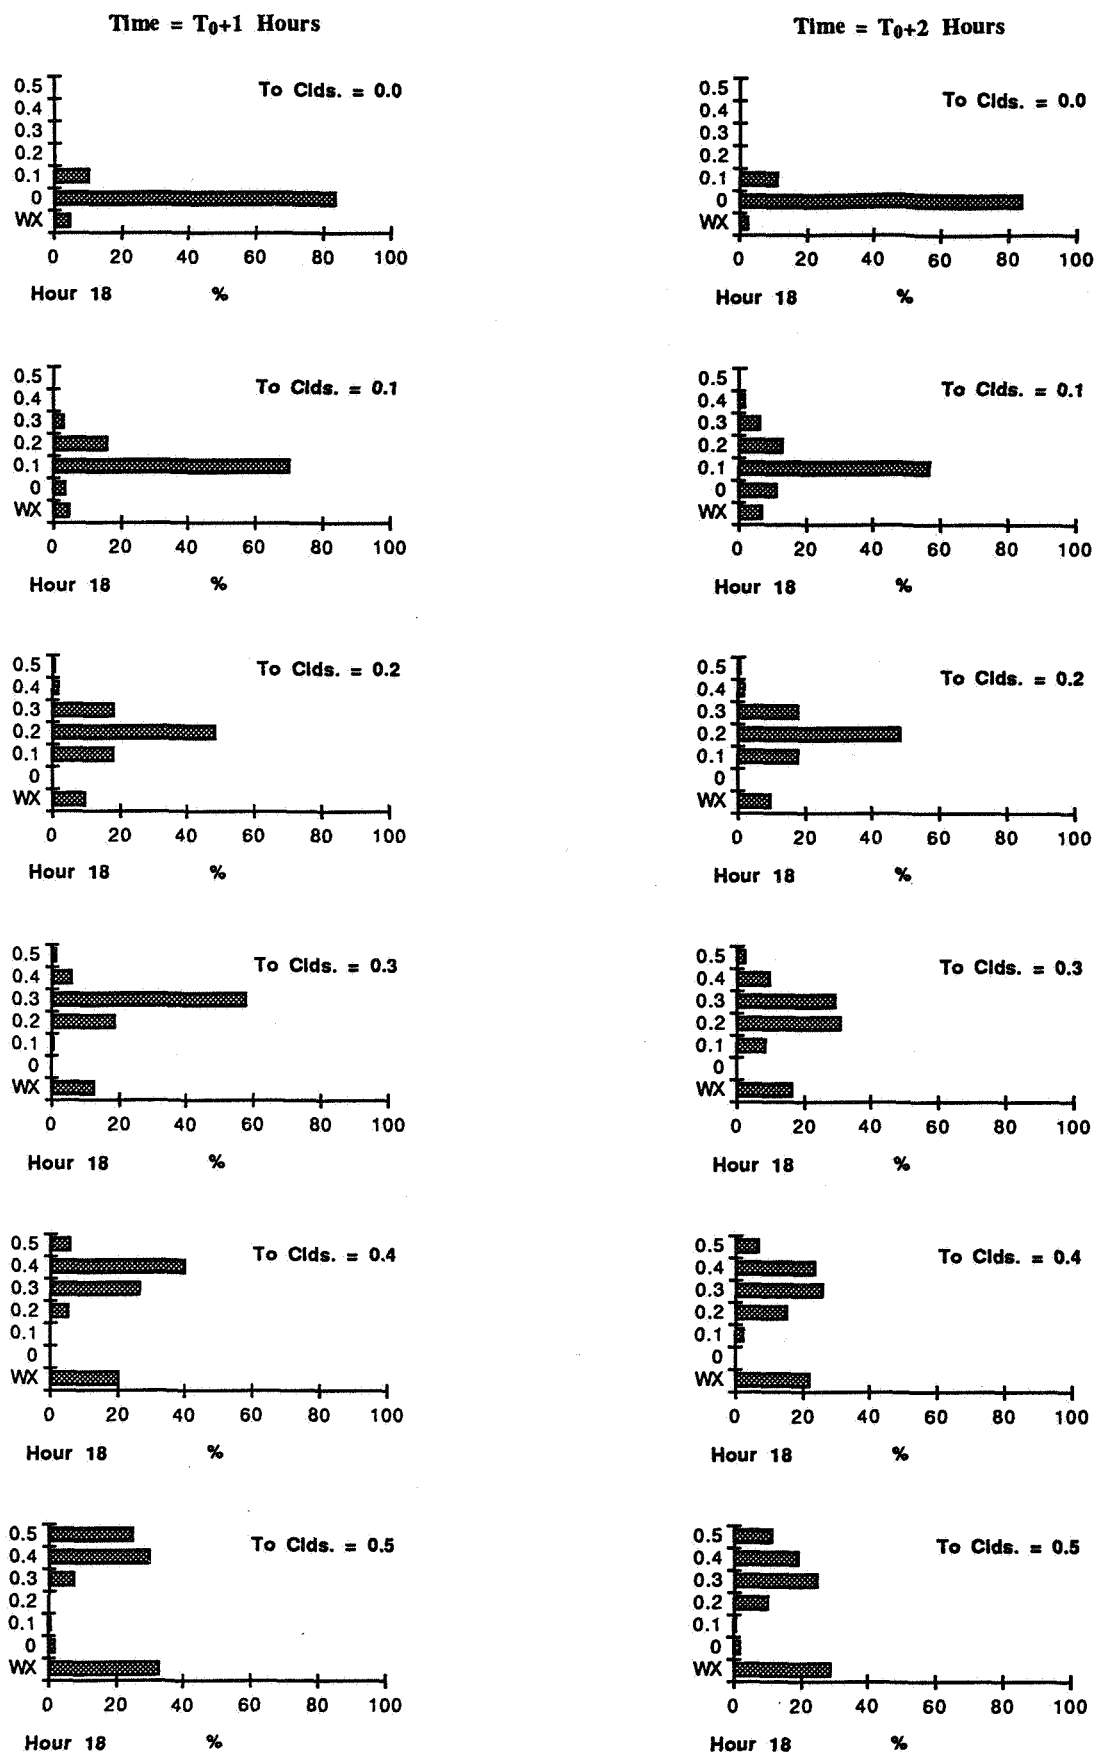 Time = T0+1 Hours
Time = T0+2 Hours
To Clds. = 0.0
0.5
0.4
0.3
0.2
0.1
0
WX
0 20 40 60 80 100
Hour 18 %
To Clds. = 0.0
0.5
0.4
0.3
0.2
0.1
0
WX
0 20 40 60 80 100
Hour 18 %
To Clds. = 0.1
0.5
0.4
0.3
0.2
0.1
0
WX
0 20 40 60 80 100
Hour 18 %
To Clds. = 0.1
0.5
0.4
0.3
0.2
0.1
0
WX
0 20 40 60 80 100
Hour 18 %
To Clds. = 0.2
0.5
0.4
0.3
0.2
0.1
0
WX
0 20 40 60 80 100
Hour 18 %
To Clds. = 0.2
0.5
0.4
0.3
0.2
0.1
0
WX
0 20 40 60 80 100
Hour 18 %
To Clds. = 0.3
0.5
0.4
0.3
0.2
0.1
0
WX
0 20 40 60 80 100
Hour 18 %
To Clds. = 0.3
0.5
0.4
0.3
0.2
0.1
0
WX
0 20 40 60 80 100
Hour 18 %
To Clds. = 0.4
0.5
0.4
0.3
0.2
0.1
0
WX
0 20 40 60 80 100
Hour 18 %
To Clds. = 0.4
0.5
0.4
0.3
0.2
0.1
0
WX
0 20 40 60 80 100
Hour 18 %
To Clds. = 0.5
0.5
0.4
0.3
0.2
0.1
0
WX
0 20 40 60 80 100
Hour 18 %
To Clds. = 0.5
0.5
0.4
0.3
0.2
0.1
0
WX
0 20 40 60 80 100
Hour 18 %